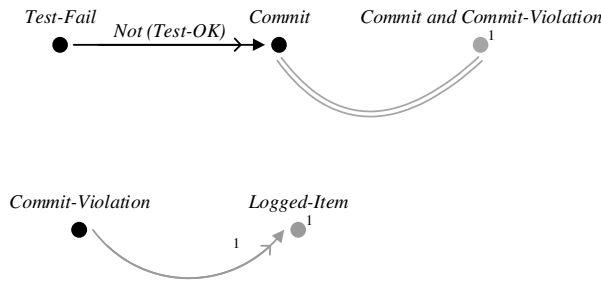 Test-Fail
Not (Test-OK)
Commit
Commit and Commit-Violation
1
Commit-Violation
Logged-Item
1
1